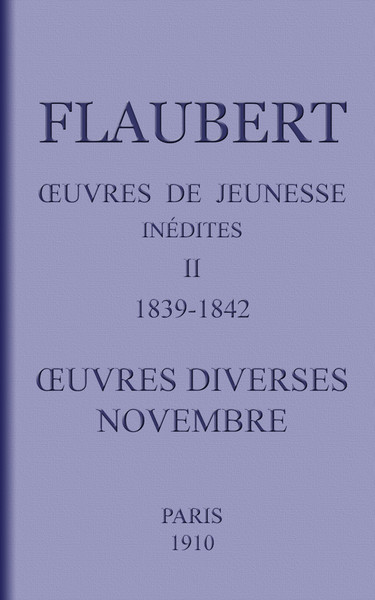 FLAUBERT
ŒUVRES DE JEUNESSE
INÉDITES
II
1839-1842
ŒUVRES DIVERSES
NOVEMBRE
PARIS
1910